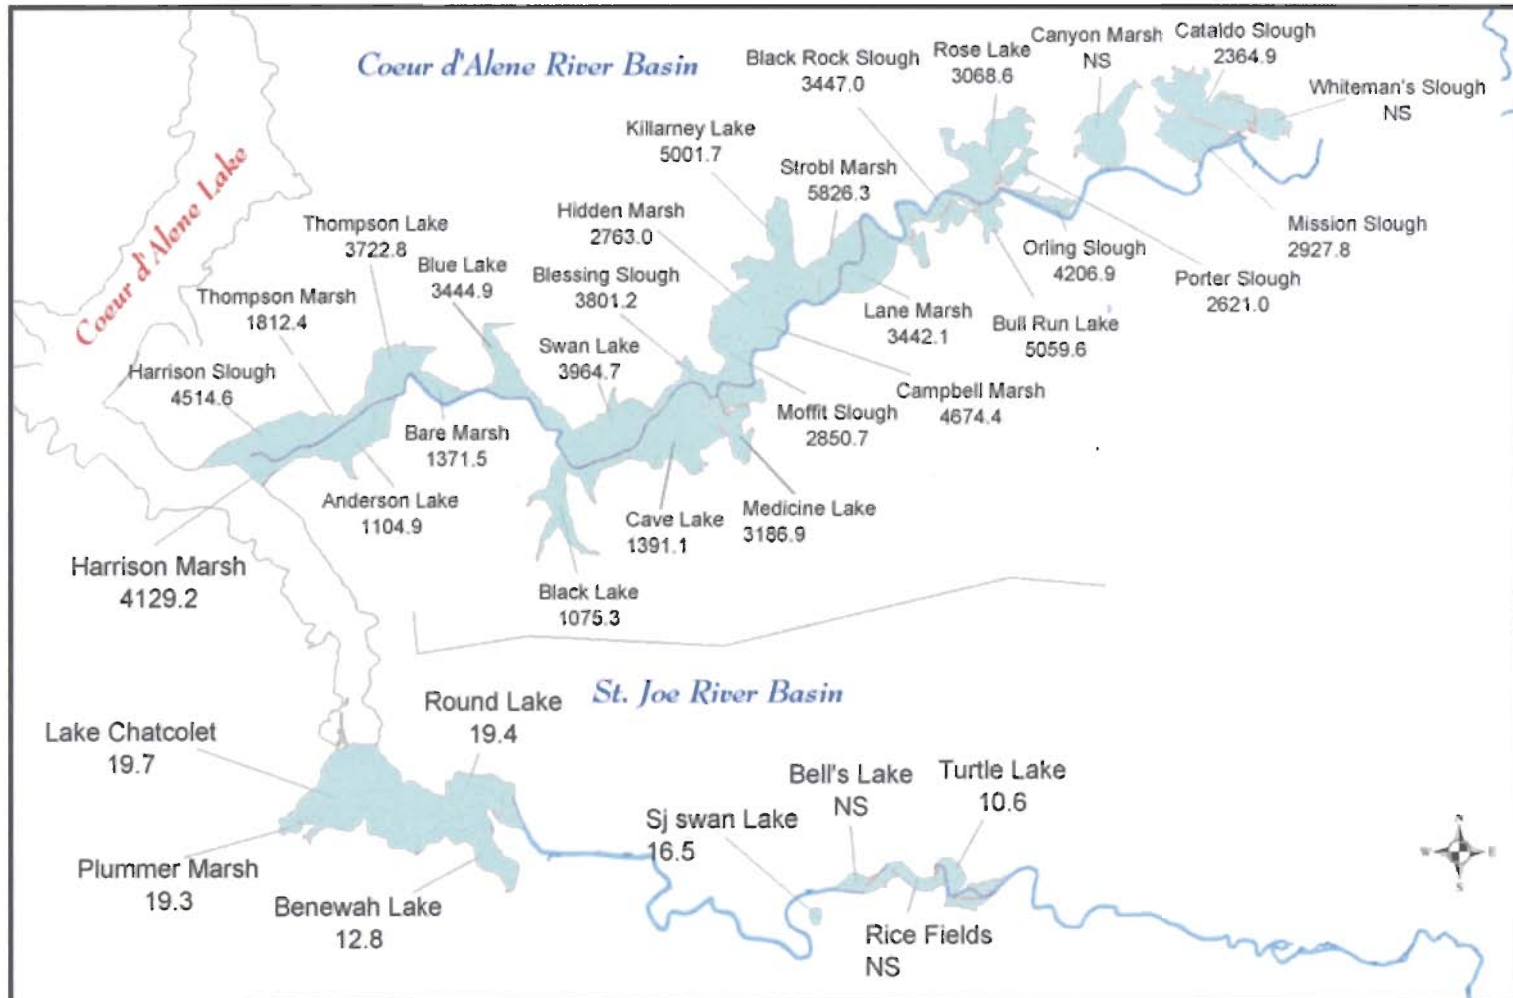 Coeur d'Alene River Basin
Coeur d'Alene Lake
Black Rock Slough
3447.0
Rose Lake
3068.6
Canyon Marsh
NS
Cataldo Slough
2364.9
Whiteman's Slough
NS
Killarney Lake
5001.7
Strobl Marsh
5826.3
Hidden Marsh
2763.0
Thompson Lake
3722.8
Blue Lake
3444.9
Blessing Slough
3801.2
Thompson Marsh
1812.4
Swan Lake
3964.7
Harrison Slough
4514.6
Mission Slough
2927.8
Orling Slough
4206.9
Porter Slough
2621.0
Lane Marsh
3442.1
Bull Run Lake
5059.6
Campbell Marsh
4674.4
Moffit Slough
2850.7
Bare Marsh
1371.5
Anderson Lake
1104.9
Cave Lake
1391.1
Medicine Lake
3186.9
Harrison Marsh
4129.2
Black Lake
1075.3
St. Joe River Basin
Round Lake
19.4
Lake Chatcolet
19.7
Bell's Lake
NS
Turtle Lake
10.6
Sj swan Lake
16.5
Plummer Marsh
19.3
Benewah Lake
12.8
Rice Fields
NS
N
W
E
S